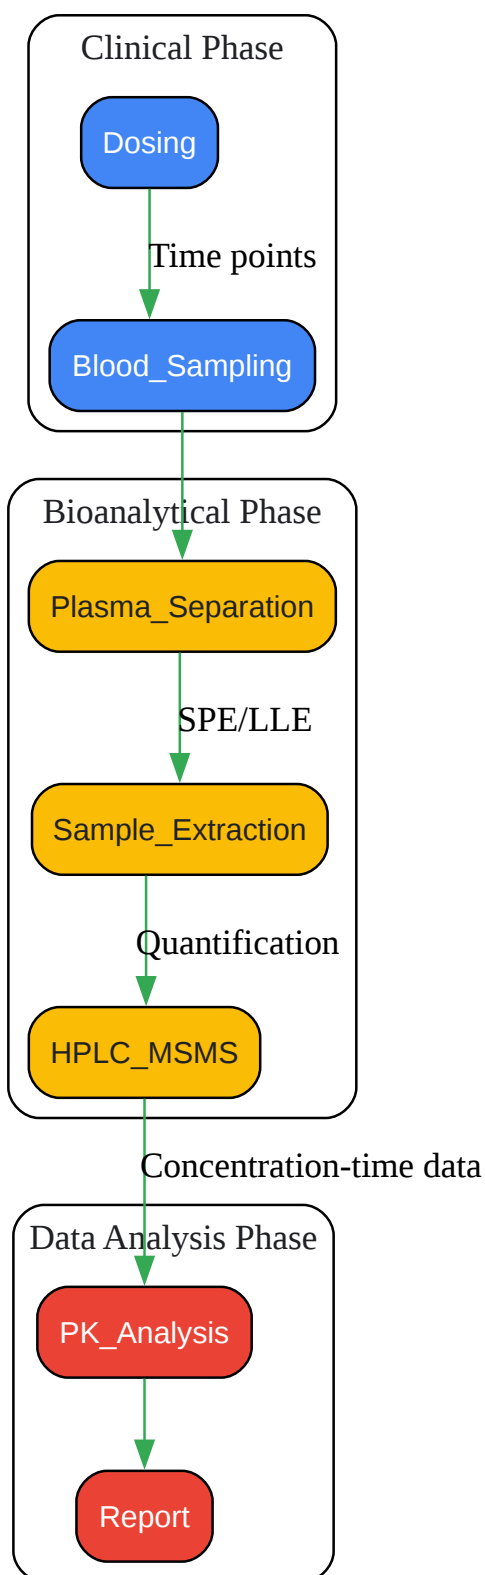 Clinical Phase
Dosing
Time points
Blood_Sampling
Bioanalytical Phase
Plasma_Separation
SPE/LLE
Sample_Extraction
Quantification
HPLC_MSMS
Concentration-time data
Data Analysis Phase
PK_Analysis
Report